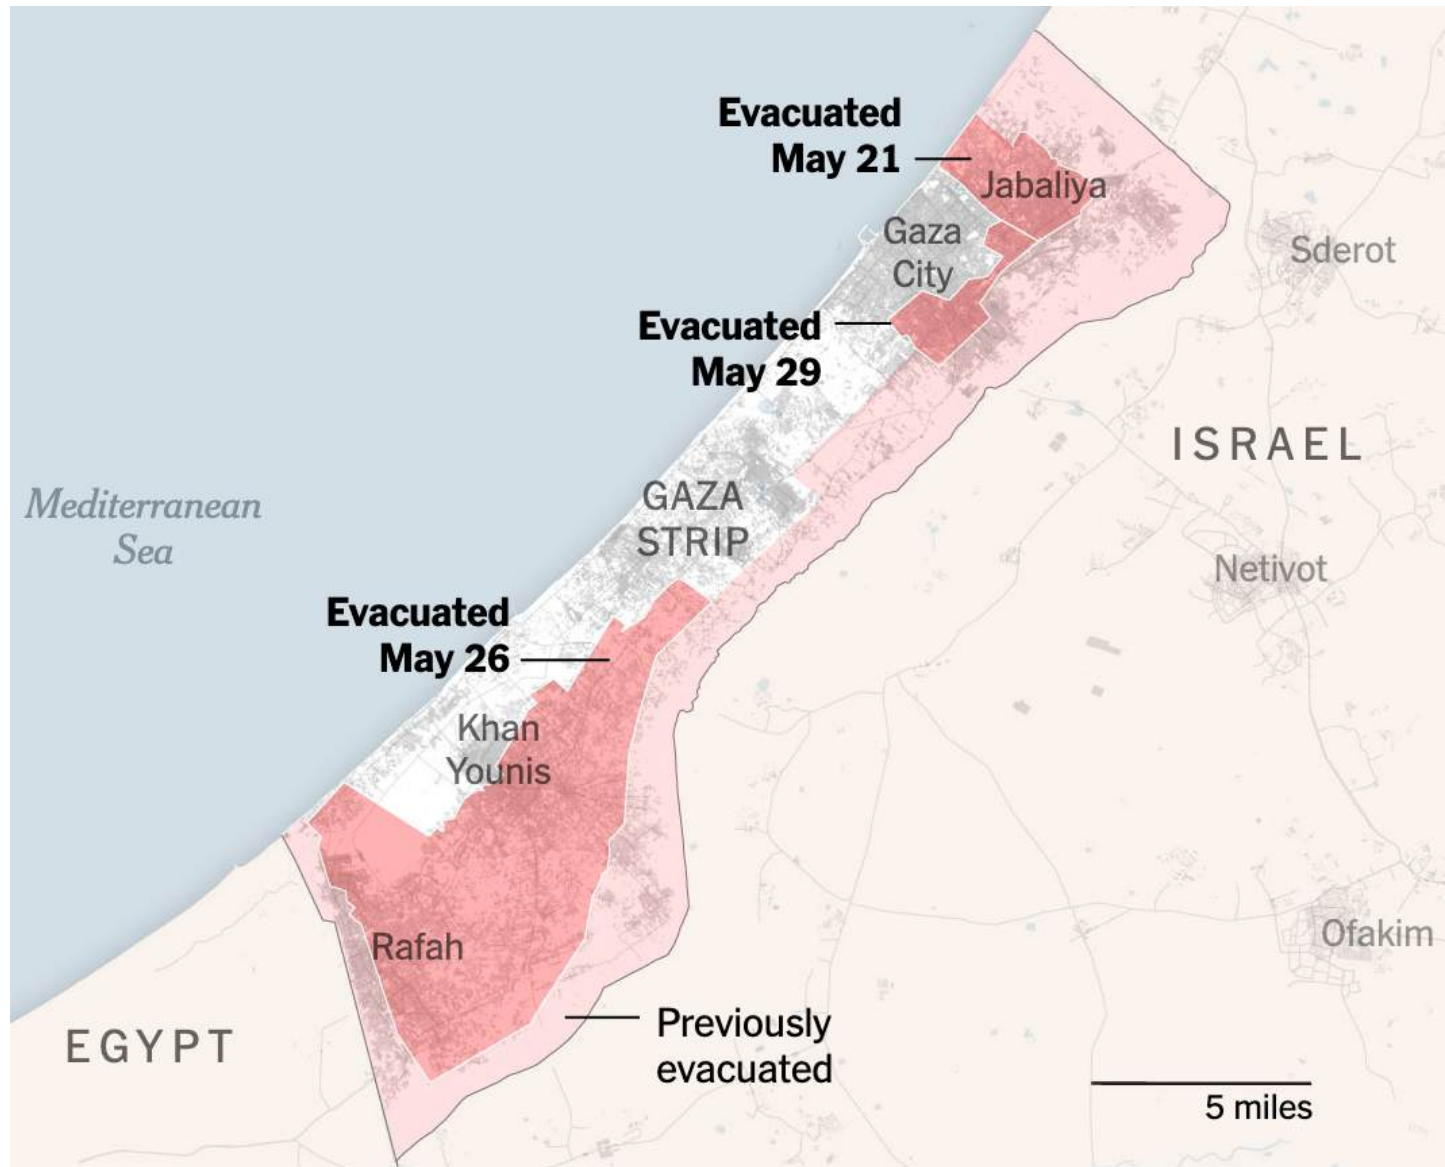 Evacuated
May 21
Jabaliya
Gaza
City
Sderot
Evacuated
May 29
ISRAEL
Mediterranean
Sea
GAZA
STRIP
Netivot
Evacuated
May 26
Khan
Younis
Ofakim
Rafah
Previously
evacuated
EGYPT
5 miles